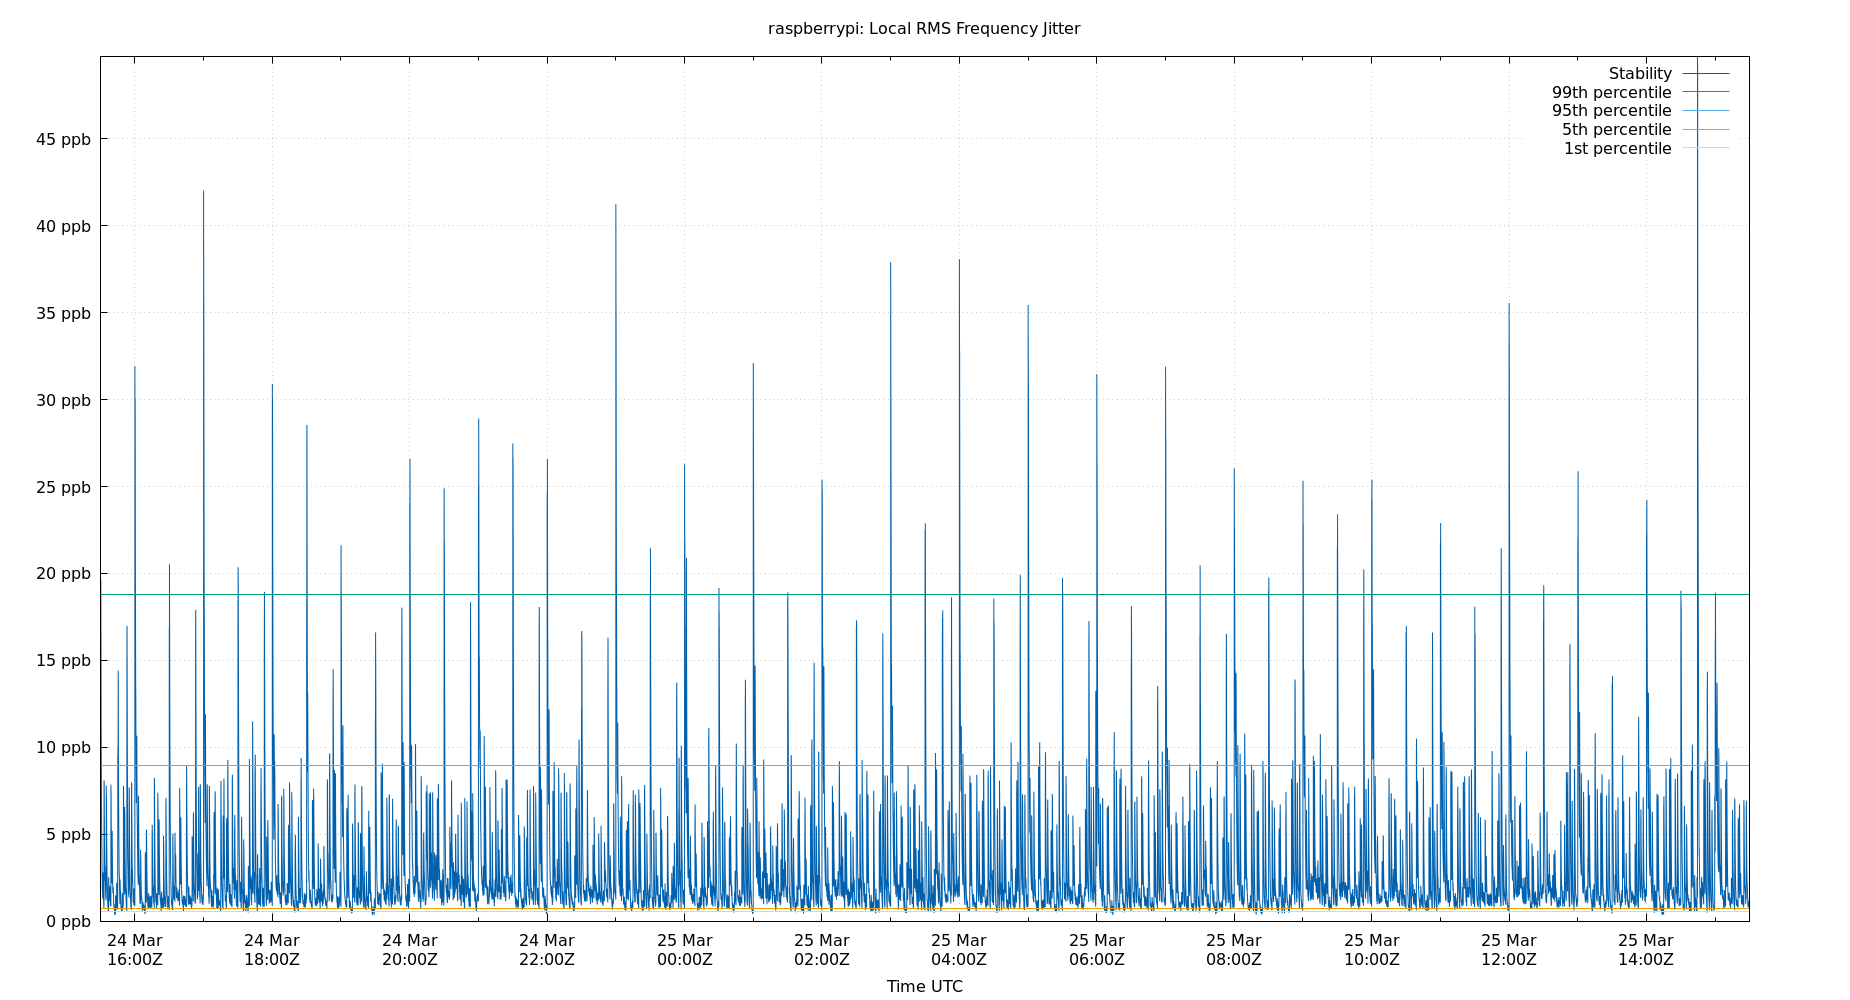 raspberrypi: Local RMS Frequency Jitter
Stability
99th percentile
95th percentile
5th percentile
1st percentile
45 ppb
40 ppb
35 ppb
30 ppb
25 ppb
20 ppb
15 ppb
10 ppb
5 ppb
0 ppb
24 Mar 24 Mar 24 Mar 24 Mar 25 Mar 25 Mar 25 Mar 25 Mar 25 Mar 25 Mar 25 Mar 25 Mar
16:00Z 18:00Z 20:00Z 22:00Z 00:00Z 02:00Z 04:00Z 06:00Z 08:00Z 10:00Z 12:00Z 14:00Z
Time UTC